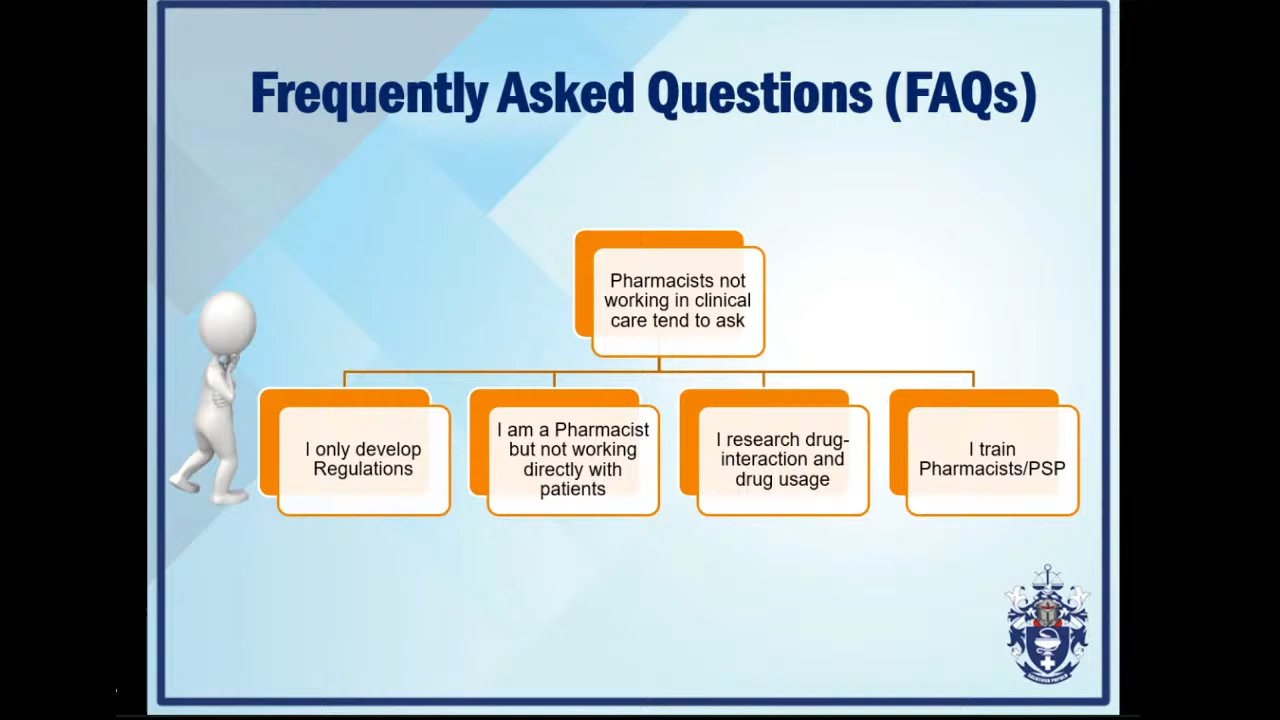 Frequently Asked Questions (FAQs)
Pharmacists not
working in clinical
care tend to ask
I only develop
Regulations
I am a Pharmacist
but not working
directly with
patients
I research drug-
interaction and
drug usage
I train
Pharmacists/PSP